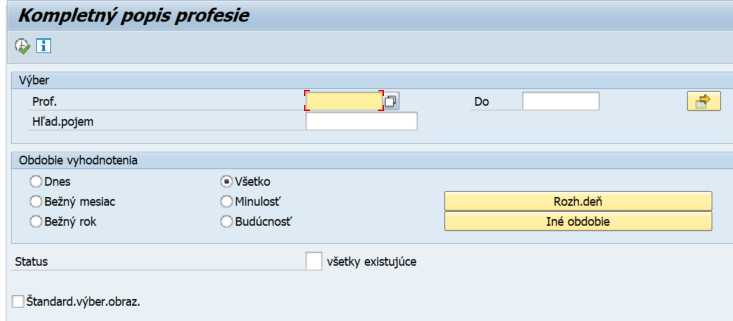 Kompletný popis profesie
Výber
Prof. Do
Hľad.pojem
Obdobie vyhodnotenia
Dnes Všetko
Bežný mesiac Minulosť Rozh.deň
Bežný rok Budúcnosť Iné obdobie
Status všetky existujúce
Štandard.výber.obraz.